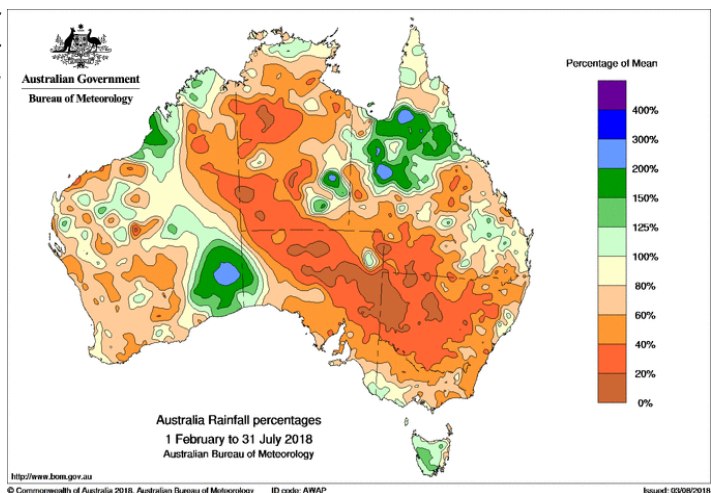 Australian Government
Bureau of Meteorology
Percentage of Mean
400%
300%
200%
150%
125%
100%
80%
60%
40%
20%
0%
Australia Rainfall percentages
1 February to 31 July 2018
Australian Bureau of Meteorology
http://www.bom.gov.au
© Commonwealth of Australia 2018, Australian Bureau of Meteorology ID code: AWAP Issued: 03/08/2018